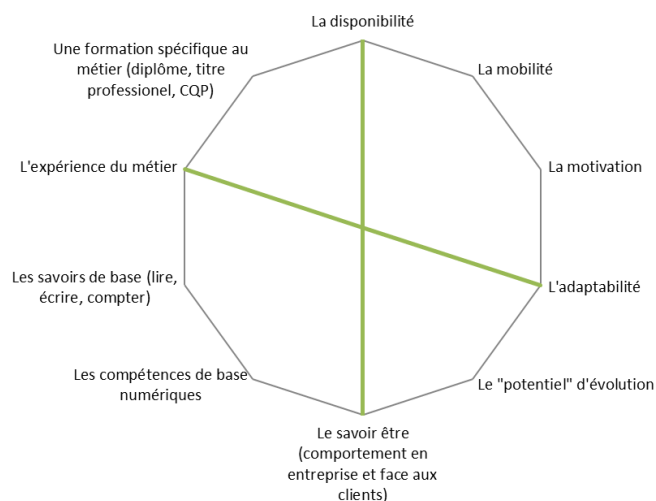 La disponibilité
La mobilité
La motivation
L'adaptabilité
Le "potentiel" d'évolution
Le savoir être
(comportement en
entreprise et face aux
clients)
Les compétences de base
numériques
Les savoirs de base (lire,
écrire, compter)
L'expérience du métier
Une formation spécifique au
métier (diplôme, titre
professionel, CQP)